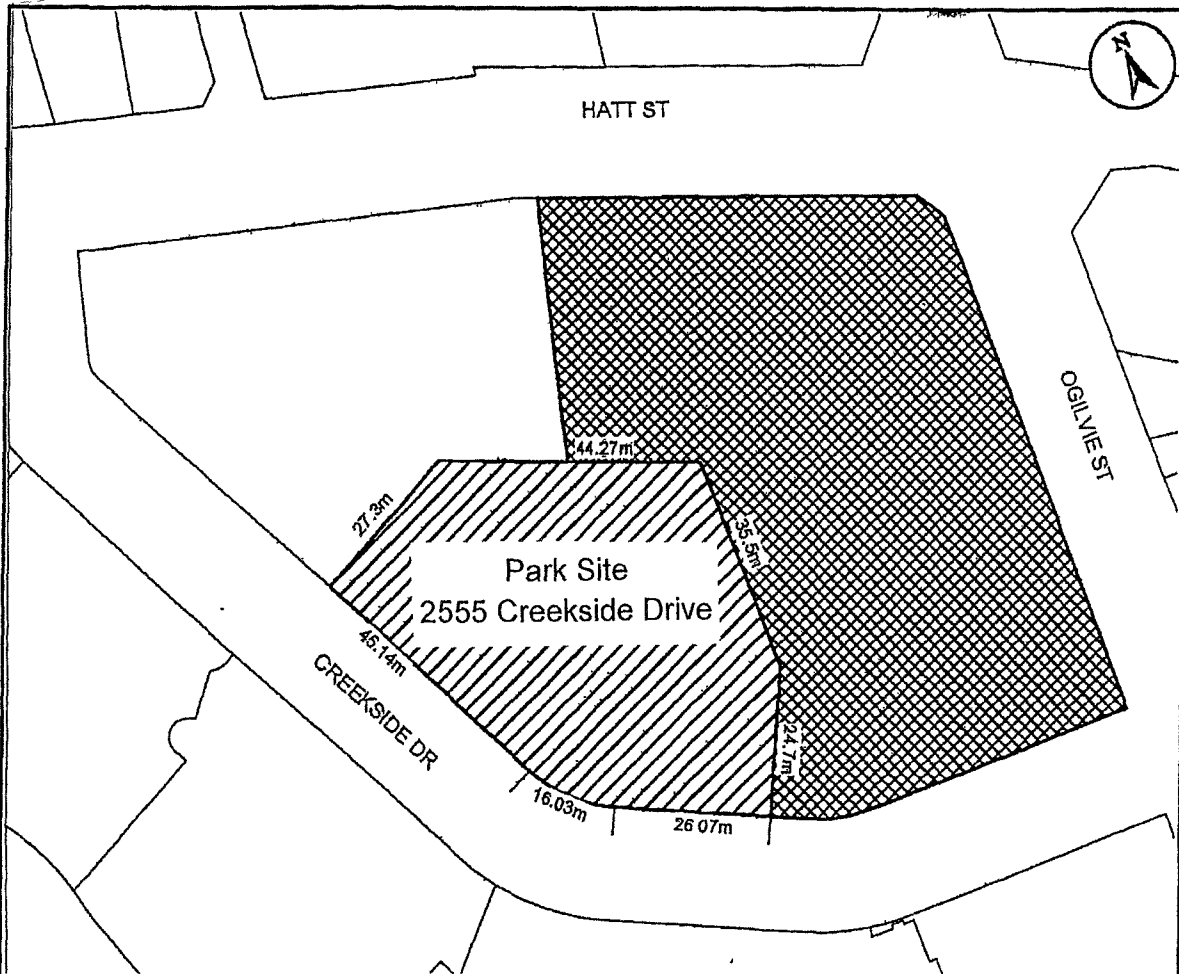 N
HATT ST
OGILVIE ST
44.27m
27.3m
35.5m
Park Site
2555 Creekside Drive
45.14m
CREEKSIDE DR
24.7m
16.03m
26 07m